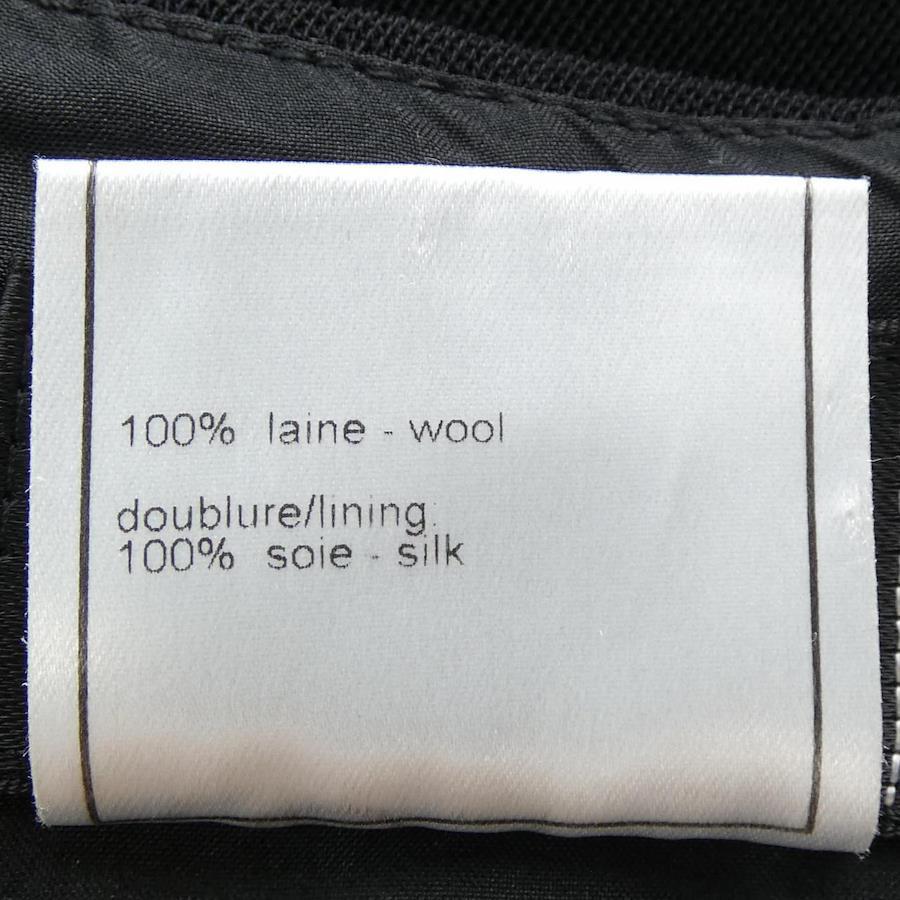 100% laine - wool
doublure/lining:
100% soie - silk